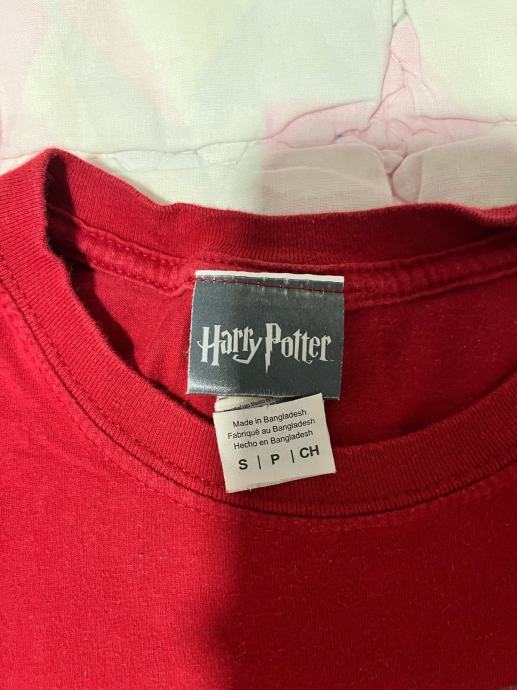 Harry Potter
Made in Bangladesh
Fabriqué au Bangladesh
Hecho en Bangladesh
S | P | CH